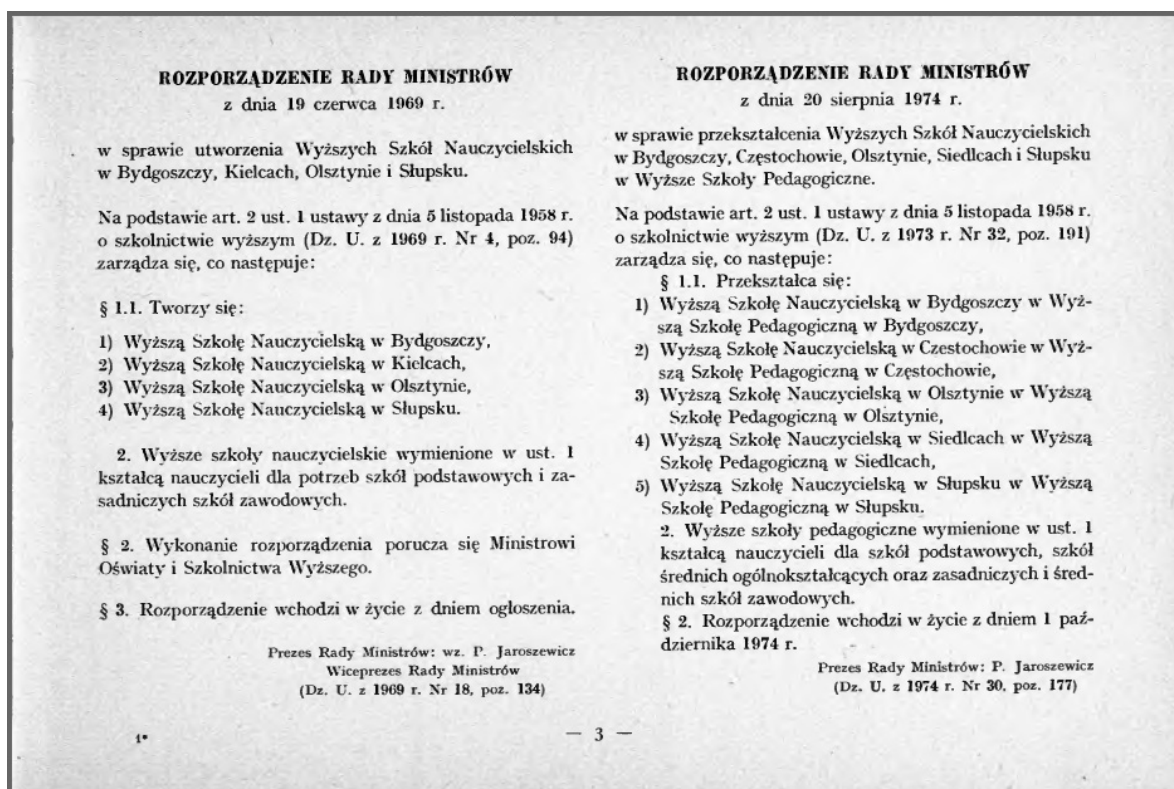 ROZPORZĄDZENIE RADY MINISTRÓW
z dnia 19 czerwca 1969 r.
w sprawie utworzenia Wyższych Szkół Nauczycielskich
w Bydgoszczy, Kielcach, Olsztynie i Słupsku.
Na podstawie art. 2 ust. 1 ustawy z dnia 5 listopada 1958 r.
o szkolnictwie wyższym (Dz. U. z 1969 r. Nr 4, poz. 94)
zarządza się, co następuje:
§ 1.1. Tworzy się:
1) Wyższą Szkołę Nauczycielską w Bydgoszczy,
2) Wyższą Szkołę Nauczycielską w Kielcach,
3) Wyższą Szkołę Nauczycielską w Olsztynie,
4) Wyższą Szkołę Nauczycielską w Słupsku.
2. Wyższe szkoły nauczycielskie wymienione w ust. 1
kształcą nauczycieli dla potrzeb szkół podstawowych i za-
sadniczych szkół zawodowych.
§ 2. Wykonanie rozporządzenia porucza się Ministrowi
Oświaty i Szkolnictwa Wyższego.
§ 3. Rozporządzenie wchodzi w życie z dniem ogłoszenia.
Prezes Rady Ministrów: wz. P. Jaroszewicz
Wiceprezes Rady Ministrów
(Dz. U. z 1969 r. Nr 18, poz. 134)
ROZPORZĄDZENIE RADY MINISTRÓW
z dnia 20 sierpnia 1974 r.
w sprawie przekształcenia Wyższych Szkół Nauczycielskich
w Bydgoszczy, Częstochowie, Olsztynie, Siedlcach i Słupsku
w Wyższe Szkoły Pedagogiczne.
Na podstawie art. 2 ust. 1 ustawy z dnia 5 listopada 1958 r.
o szkolnictwie wyższym (Dz. U. z 1973 r. Nr 32, poz. 191)
zarządza się, co następuje:
§ 1.1. Przekształca się:
1) Wyższą Szkołę Nauczycielską w Bydgoszczy w Wyż-
szą Szkołę Pedagogiczną w Bydgoszczy,
2) Wyższą Szkołę Nauczycielską w Czestochowie w Wyż-
szą Szkołę Pedagogiczną w Częstochowie,
3) Wyższą Szkołę Nauczycielską w Olsztynie w Wyższą
Szkołę Pedagogiczną w Olsztynie,
4) Wyższą Szkołę Nauczycielską w Siedlcach w Wyższą
Szkołę Pedagogiczną w Siedlcach,
5) Wyższą Szkołę Nauczycielską w Słupsku w Wyższą
Szkołę Pedagogiczną w Słupsku.
2. Wyższe szkoły pedagogiczne wymienione w ust. 1
kształcą nauczycieli dla szkół podstawowych, szkół
średnich ogólnokształcących oraz zasadniczych i śred-
nich szkół zawodowych.
§ 2. Rozporządzenie wchodzi w życie z dniem 1 paź-
dziernika 1974 r.
Prezes Rady Ministrów: P. Jaroszewicz
(Dz. U. z 1974 r. Nr 30, poz. 177)
1*
— 3 —